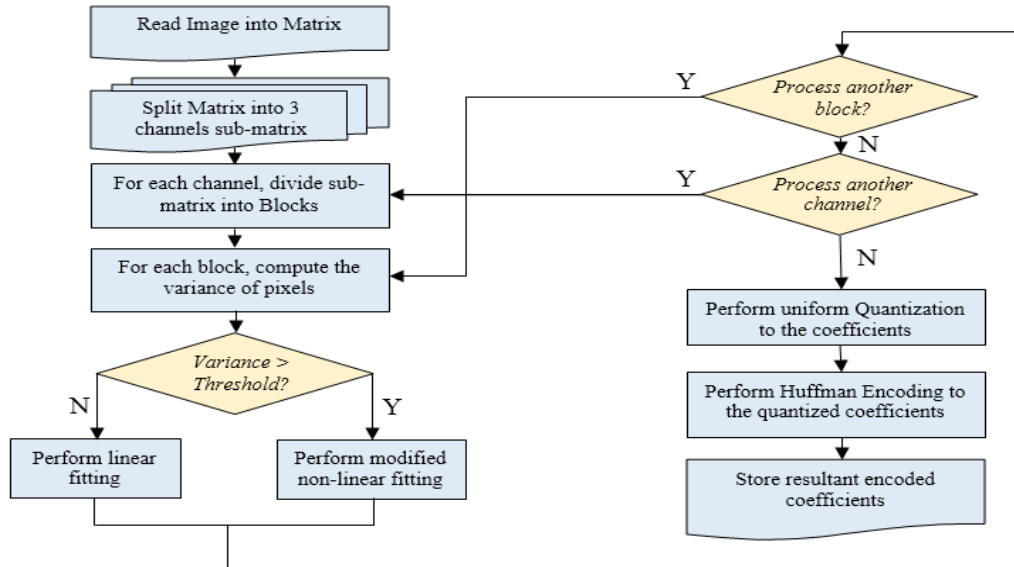 Read Image into Matrix
Split Matrix into 3
channels sub-matrix
For each channel, divide sub-
matrix into Blocks
For each block, compute the
variance of pixels
Variance >
Threshold?
N
Y
Perform linear
fitting
Perform modified
non-linear fitting
Process another
block?
Y
N
Process another
channel?
Y
N
Perform uniform Quantization
to the coefficients
Perform Huffman Encoding to
the quantized coefficients
Store resultant encoded
coefficients